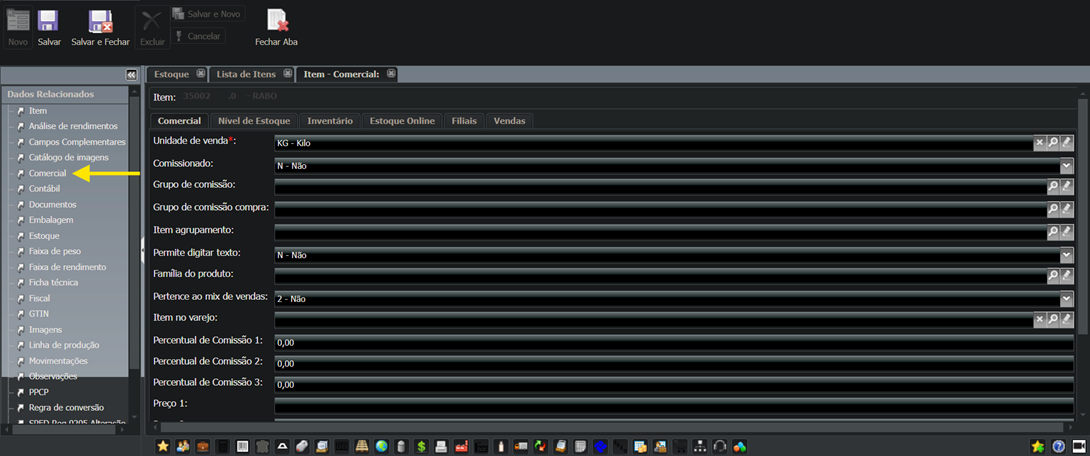 Novo
Salvar
Salvar e Fechar
Excluir
Salvar e Novo
Cancelar
Fechar Aba
Estoque
Lista de Itens
Item - Comercial:
Dados Relacionados
Item
Análise de rendimentos
Campos Complementares
Catálogo de imagens
Comercial
Contábil
Documentos
Embalagem
Estoque
Faixa de peso
Faixa de rendimento
Ficha técnica
Fiscal
GTIN
Imagens
Linha de produção
Movimentações
Observações
PPCP
Regra de conversão
SPED Reg 0205 Alteração
Item: 35002 .0 - RABO
Comercial Nivel de Estoque Inventário Estoque Online Filiais Vendas
Unidade de venda*: KG - Kilo
Comissionado: N - Não
Grupo de comissão:
Grupo de comissão compra:
Item agrupamento:
Permite digitar texto: N - Não
Família do produto:
Pertence ao mix de vendas: 2 - Não
Item no varejo:
Percentual de Comissão 1: 0,00
Percentual de Comissão 2: 0,00
Percentual de Comissão 3: 0,00
Preço 1: